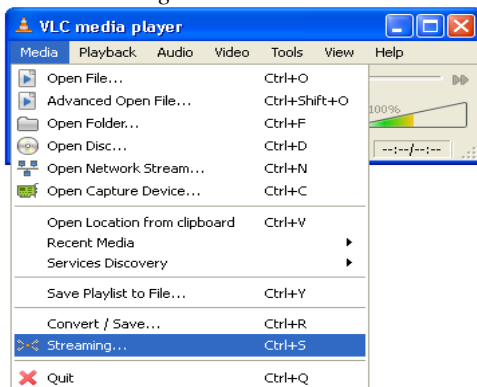 VLC media player
Media Playback Audio Video Tools View Help
Open File... Ctrl+O
Advanced Open File... Ctrl+Shift+O
100%
Open Folder... Ctrl+F
Open Disc... Ctrl+D
--:--/--:--
Open Network Stream... Ctrl+N
Open Capture Device... Ctrl+C
Open Location from clipboard Ctrl+V
Recent Media
Services Discovery
Save Playlist to File... Ctrl+Y
Convert / Save... Ctrl+R
Streaming... Ctrl+S
Quit Ctrl+Q